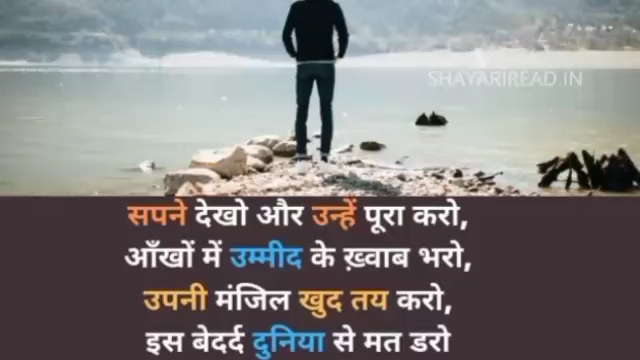 SHAYARIREAD.IN
सपने देखो और उन्हें पूरा करो,
आँखों में उम्मीद के ख़्वाब भरो,
उपनी मंजिल खुद तय करो,
इस बेदर्द दुनिया से मत डरो